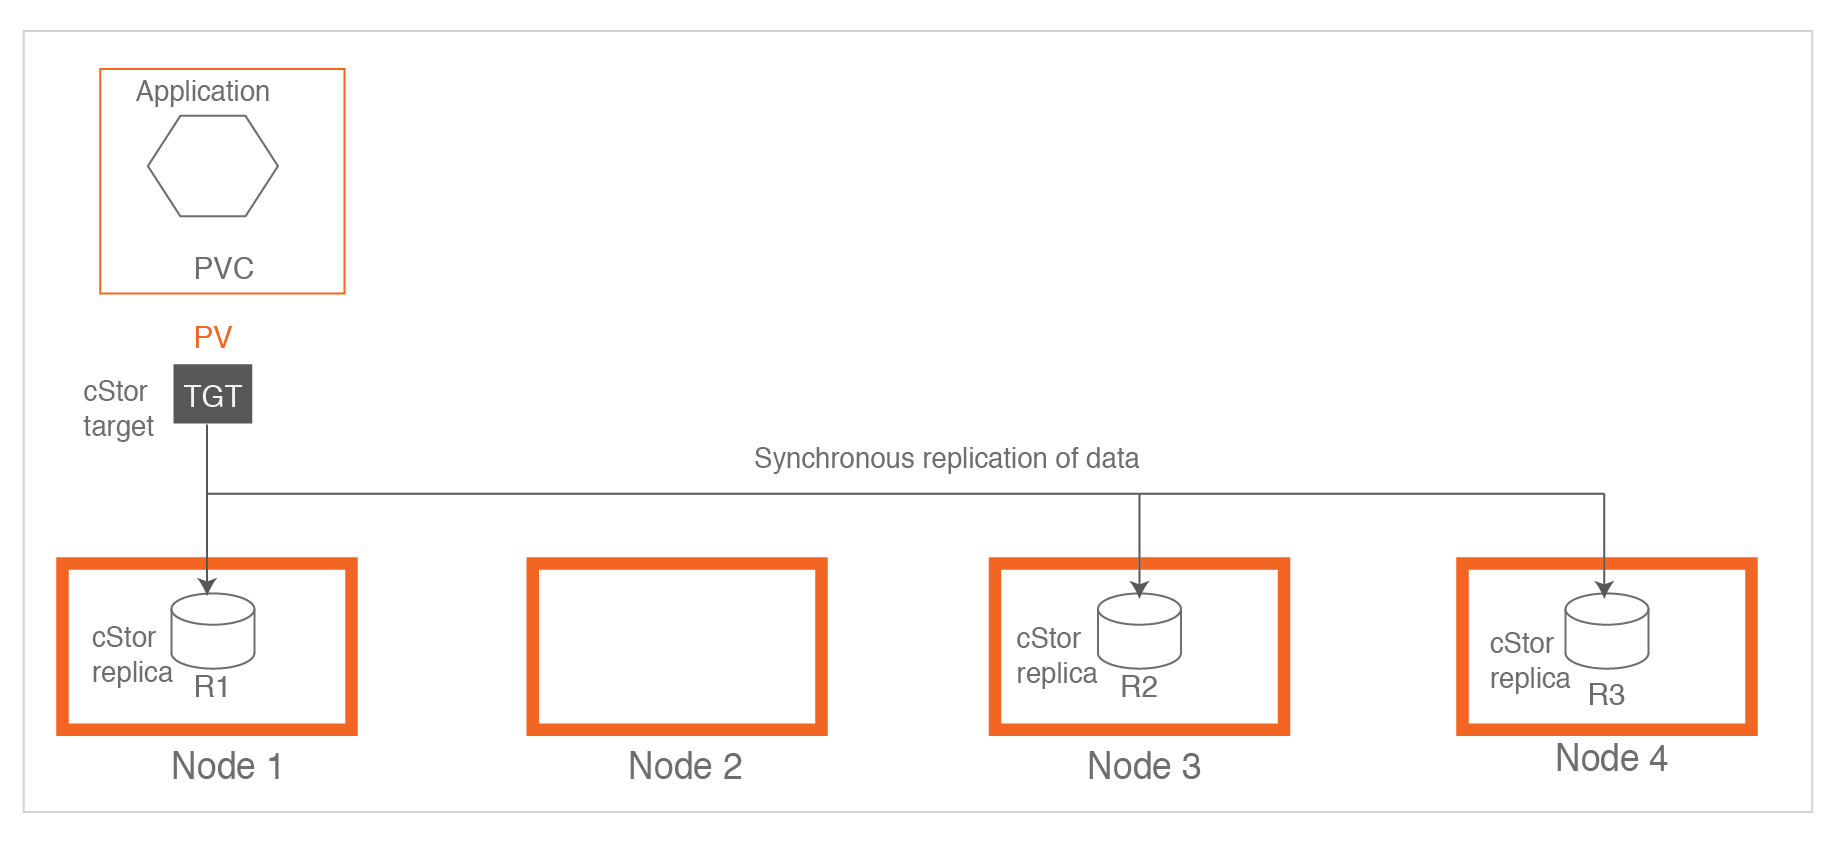 Application
PVC
PV
cStor
target
TGT
Synchronous replication of data
cStor
replica
R1
cStor
replica
R2
cStor
replica
R3
Node 1
Node 2
Node 3
Node 4